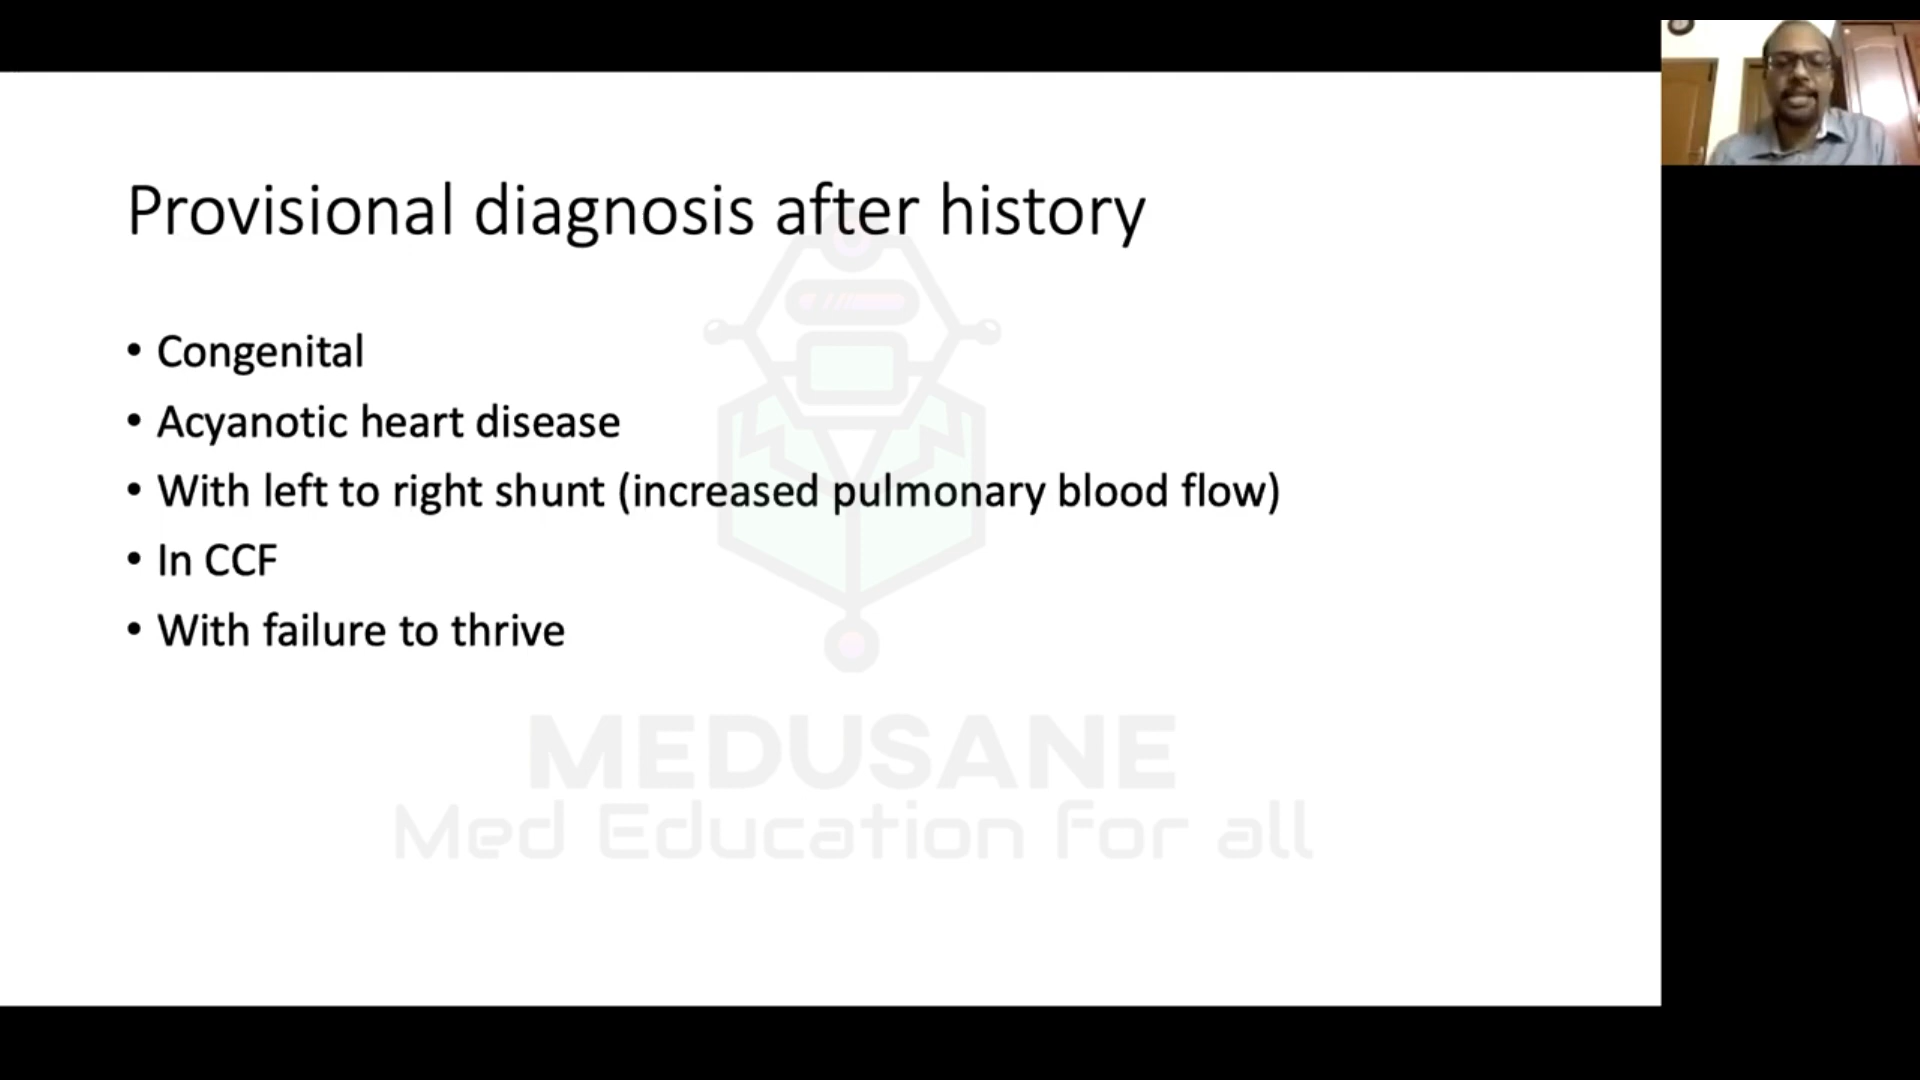 Provisional diagnosis after history
• Congenital
• Acyanotic heart disease
• With left to right shunt (increased pulmonary blood flow)
• In CCF
• With failure to thrive
MEDUSANE
Med Education for all